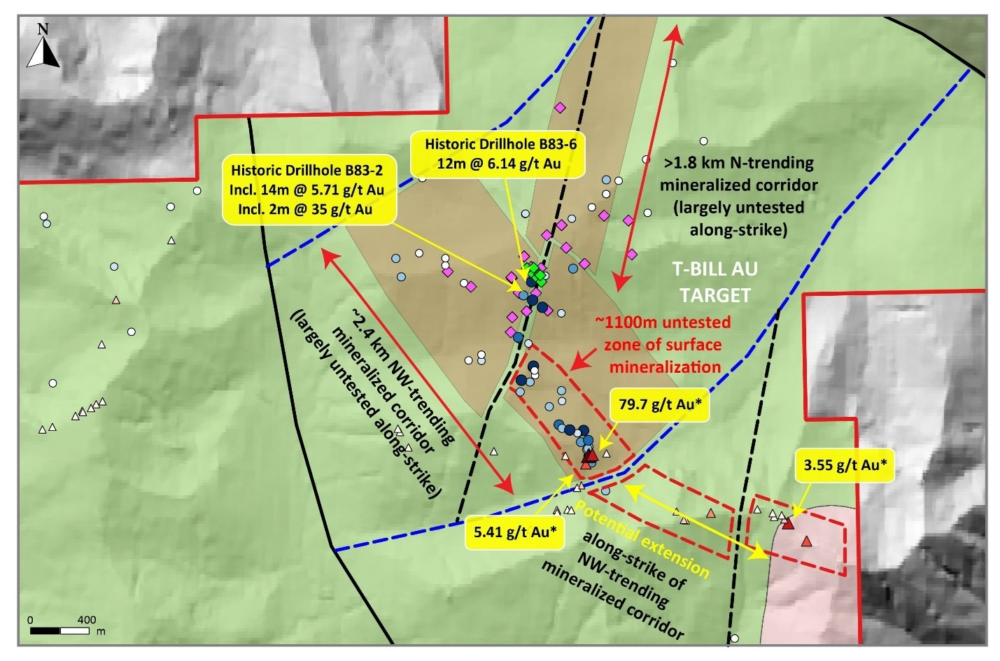 N
Historic Drillhole B83-6
12m @ 6.14 g/t Au
Historic Drillhole B83-2
Incl. 14m @ 5.71 g/t Au
Incl. 2m @ 35 g/t Au
>1.8 km N-trending
mineralized corridor
(largely untested
along-strike)
T-BILL AU
TARGET
~1100m untested
zone of surface
mineralization
~2.4 km NW-trending
mineralized corridor
(largely untested along-strike)
79.7 g/t Au*
3.55 g/t Au*
5.41 g/t Au*
Potential extension
along-strike of
NW-trending
mineralized corridor
0 400
m